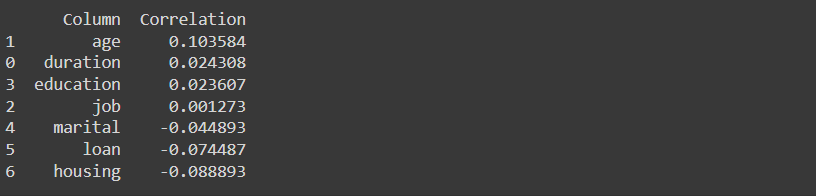 Column Correlation
1 age 0.103584
0 duration 0.024308
3 education 0.023607
2 job 0.001273
4 marital -0.044893
5 loan -0.074487
6 housing -0.088893